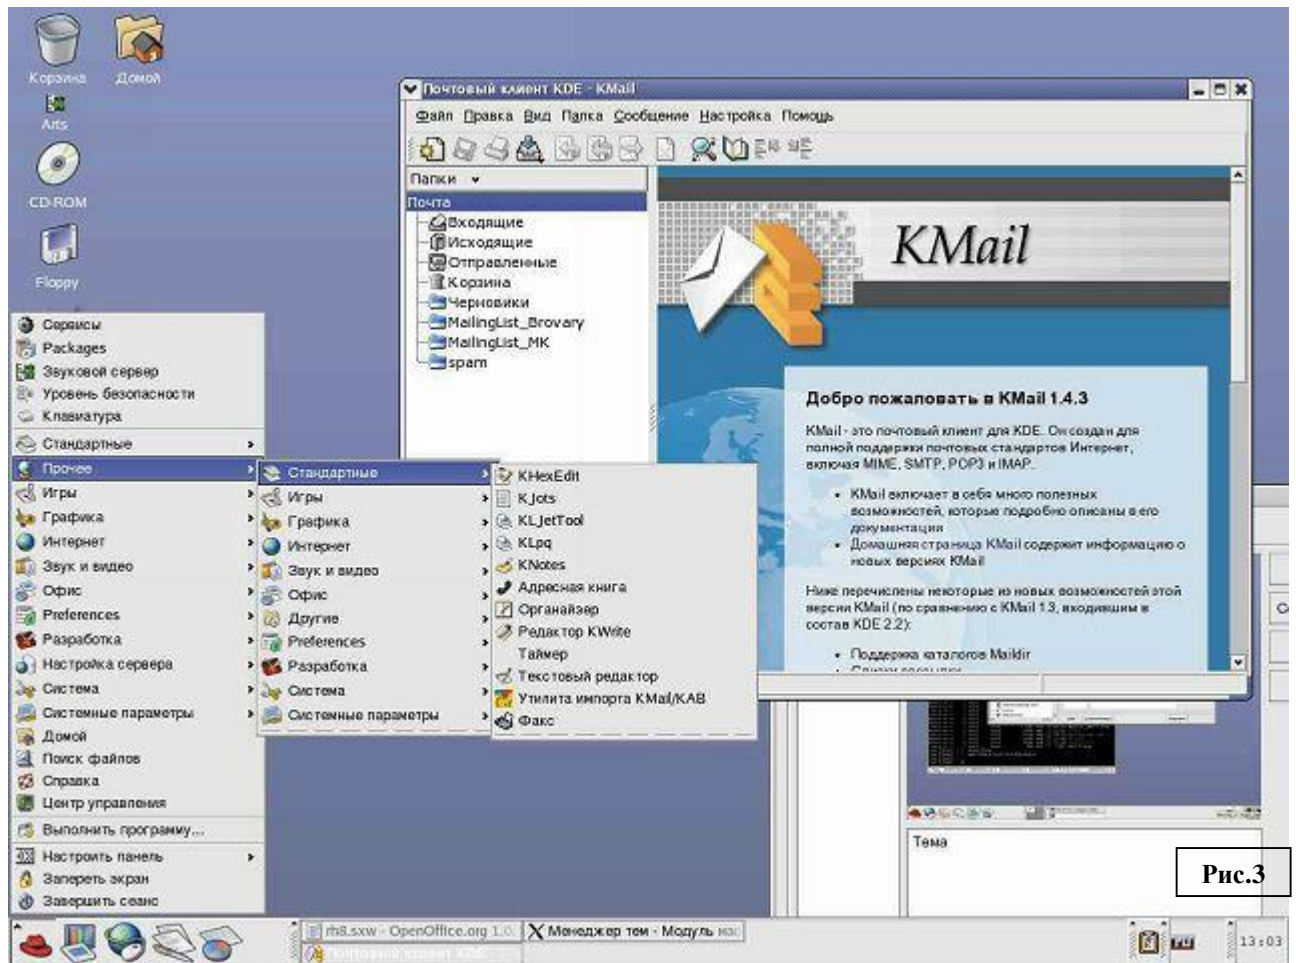 Корзина
Домой
Arts
CD-ROM
Floppy
Почтовый клиент KDE - KMail
Файл Правка Вид Папка Сообщение Настройка Помощь
Папки
Почта
Входящие
Исходящие
Отправленные
Корзина
Черновики
MailingList_Brovary
MailingList_MK
spam
KMail
Добро пожаловать в KMail 1.4.3
KMail - это почтовый клиент для KDE. Он создан для
полной поддержки почтовых стандартов Интернет,
включая MIME, SMTP, POP3 и IMAP.
• KMail включает в себя много полезных
возможностей, которые подробно описаны в его
документации
• Домашняя страница KMail содержит информацию о
новых версиях KMail
Ниже перечислены некоторые из новых возможностей этой
версии KMail (по сравнению с KMail 1.3, входившим в
состав KDE 2.2):
• Поддержка каталогов Maildir
Сервисы
Packages
Звуковой сервер
Уровень безопасности
Клавиатура
Стандартные
Прочее
Игры
Графика
Интернет
Звук и видео
Офис
Preferences
Разработка
Настройка сервера
Система
Системные параметры
Домой
Поиск файлов
Справка
Центр управления
Выполнить программу...
Настроить панель
Запереть экран
Завершить сеанс
Стандартные
Игры
Графика
Интернет
Звук и видео
Офис
Другие
Preferences
Разработка
Система
Системные параметры
KHexEdit
KJots
KLJetTool
KLpq
KNotes
Адресная книга
Органайзер
Редактор KWrite
Таймер
Текстовый редактор
Утилита импорта KMail/KAB
Факс
Тема
Рис.3
rh8.sxw - OpenOffice.org 1.0.
Менеджер тем - Модуль нас
Почтовый клиент KDE
ru
13:03